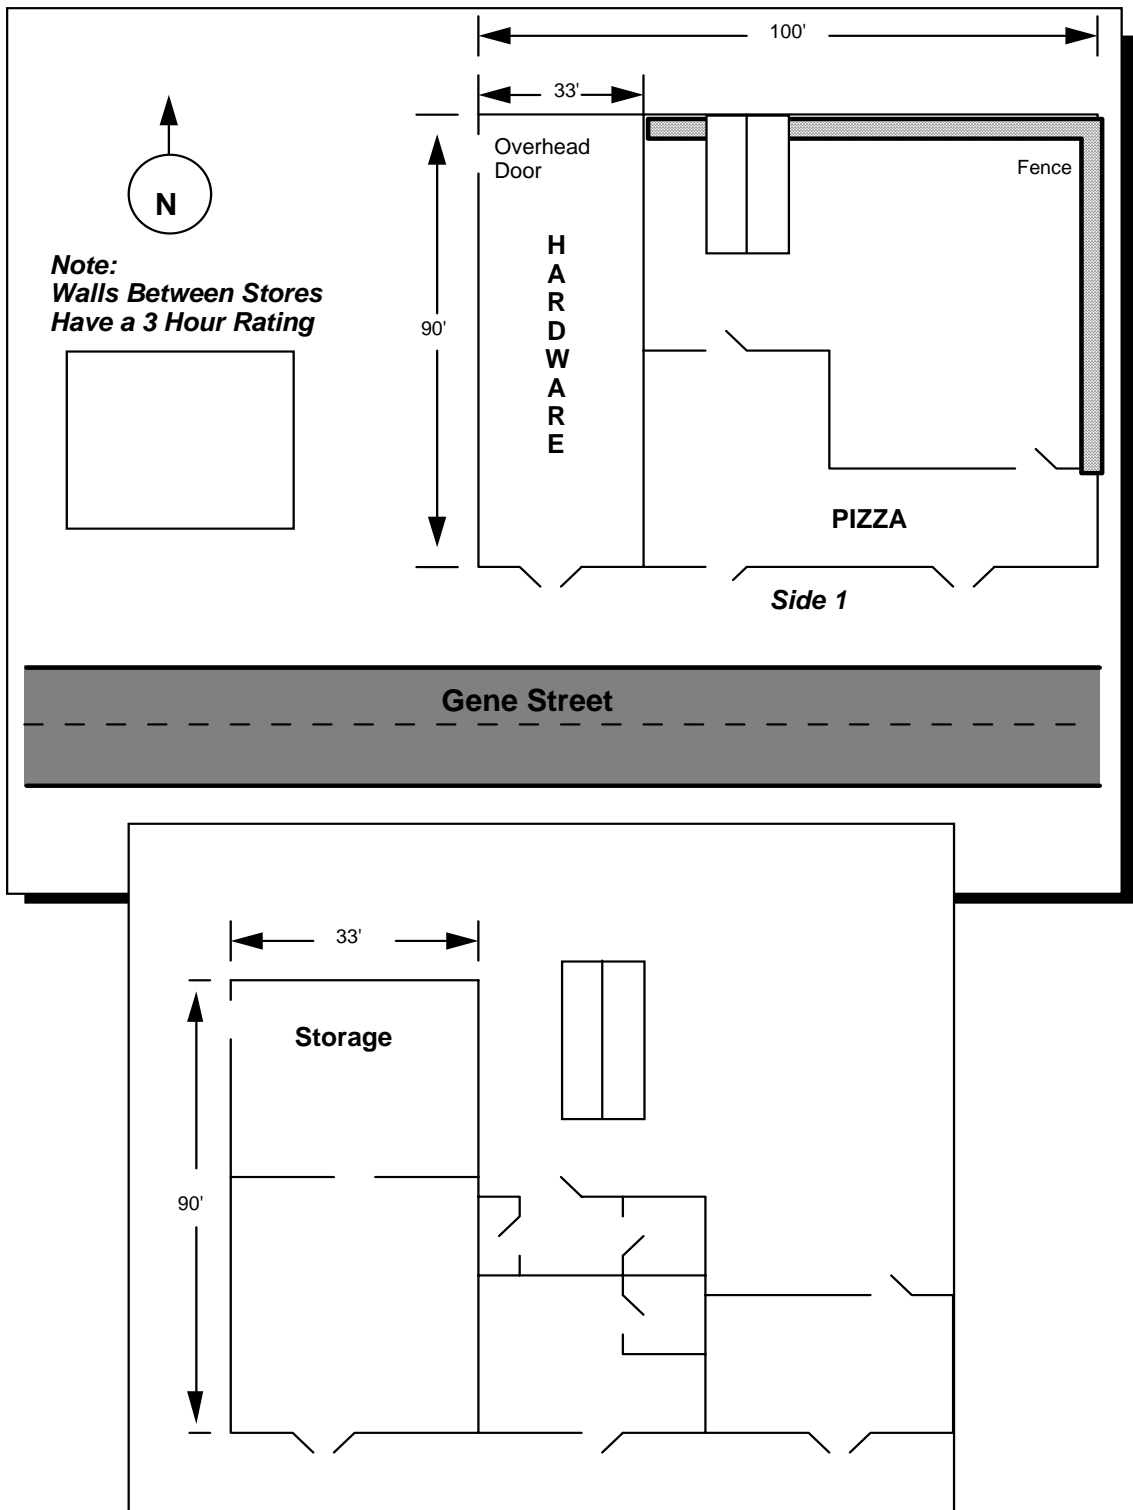 100'
33'
Overhead
Door
Fence
N
Note:
Walls Between Stores
Have a 3 Hour Rating
90'
H
A
R
D
W
A
R
E
PIZZA
Side 1
Gene Street
33'
Storage
90'